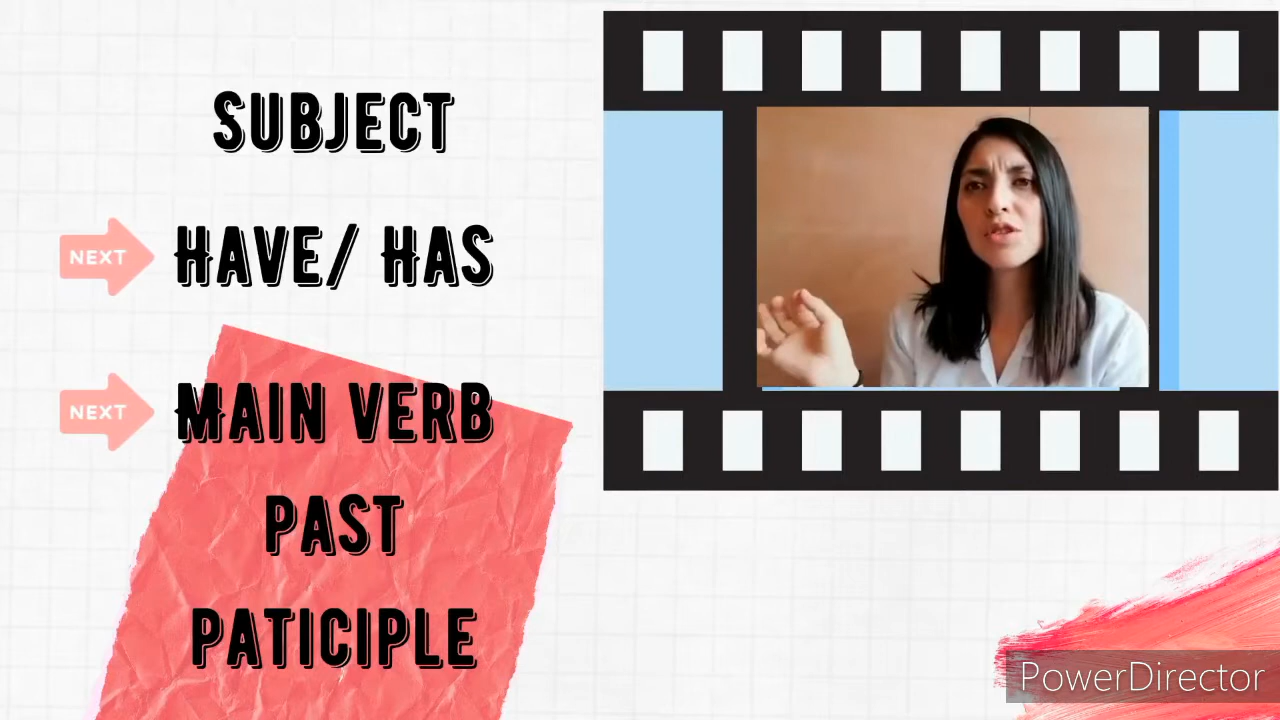 SUBJECT
NEXT
HAVE/ HAS
NEXT
MAIN VERB
PAST
PATICIPLE
PowerDirector